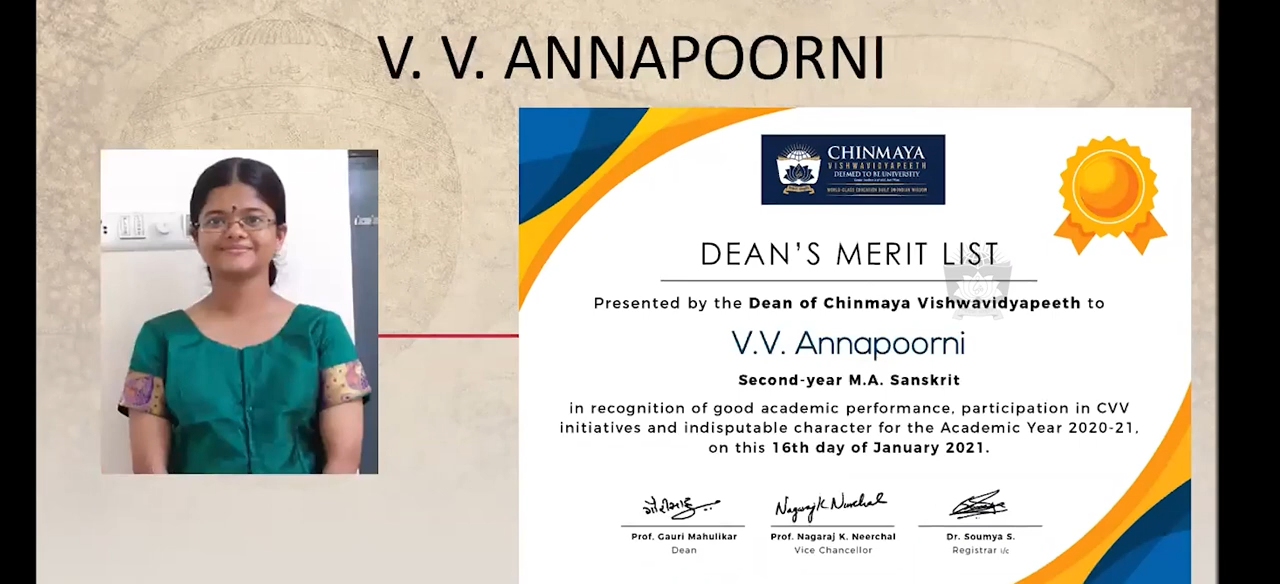 V. V. ANNAPOORNI
CHINMAYA
VISHWAVIDYAPEETH
DEEMED TO BE UNIVERSITY
DEAN'S MERIT LIST
Presented by the Dean of Chinmaya Vishwavidyapeeth to
V.V. Annapoorni
Second-year M.A. Sanskrit
in recognition of good academic performance, participation in CVV
initiatives and indisputable character for the Academic Year 2020-21,
on this 16th day of January 2021.
Nagaraj K. Neerchal
Prof. Gauri Mahulikar
Prof. Nagaraj K. Neerchal
Dr. Soumya S.
Dean
Vice Chancellor
Registrar i/c